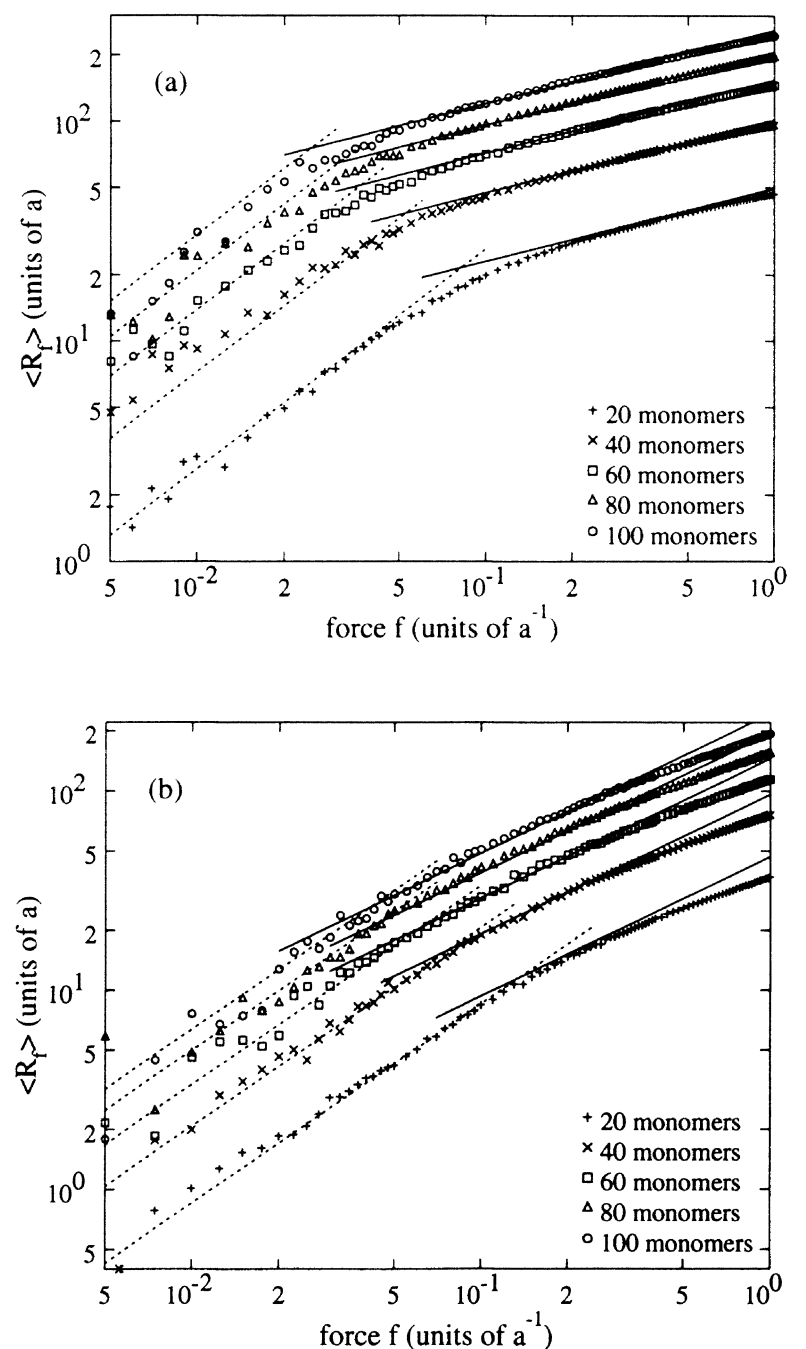 (a)
<R_f> (units of a)
2
10^2
5
2
10^1
5
2
10^0
+ 20 monomers
× 40 monomers
□ 60 monomers
△ 80 monomers
○ 100 monomers
5 10^-2 2 5 10^-1 2 5 10^0
force f (units of a^-1)
(b)
<R_f> (units of a)
2
10^2
5
2
10^1
5
2
10^0
5
+ 20 monomers
× 40 monomers
□ 60 monomers
△ 80 monomers
○ 100 monomers
5 10^-2 2 5 10^-1 2 5 10^0
force f (units of a^-1)